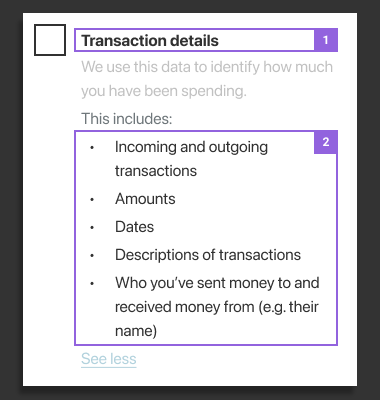 Transaction details 1
We use this data to identify how much
you have been spending.
This includes:
2
• Incoming and outgoing
transactions
• Amounts
• Dates
• Descriptions of transactions
• Who you’ve sent money to and
received money from (e.g. their
name)
See less